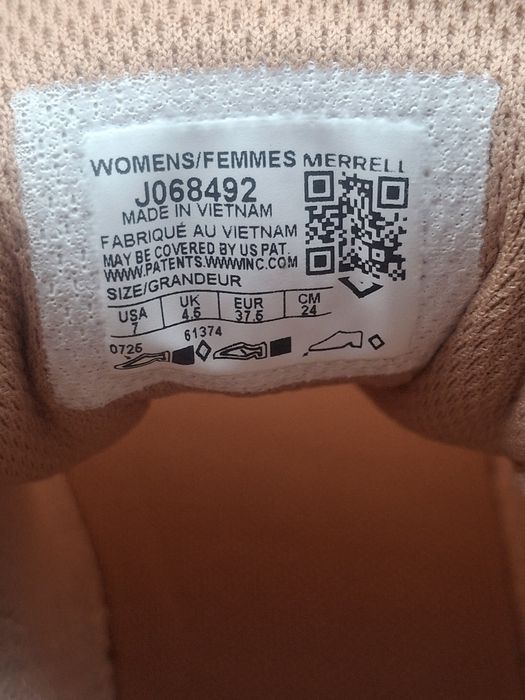 WOMENS/FEMMES MERRELL
J068492
MADE IN VIETNAM
FABRIQUÉ AU VIETNAM
MAY BE COVERED BY US PAT.
WWW.PATENTS.WWWINC.COM
SIZE/GRANDEUR
USA UK EUR CM
7 4.5 37.5 24
0725 61374